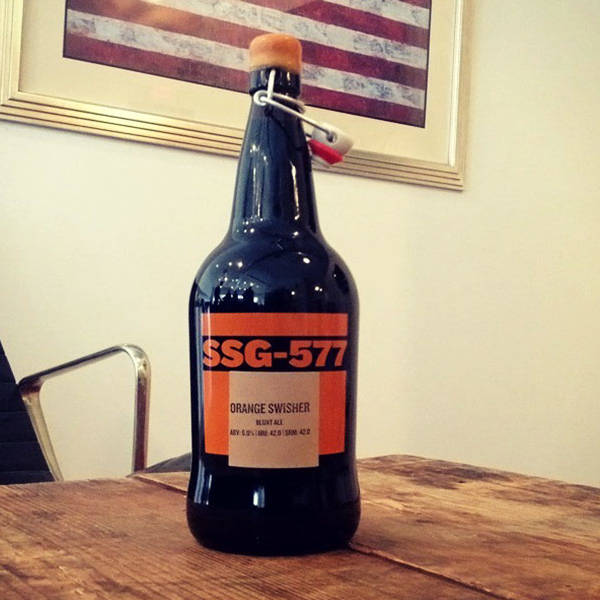 SSG-577
ORANGE SWISHER
BLUNT ALE
ABV: 5.0% | IBU: 42.0 | SRM: 42.0